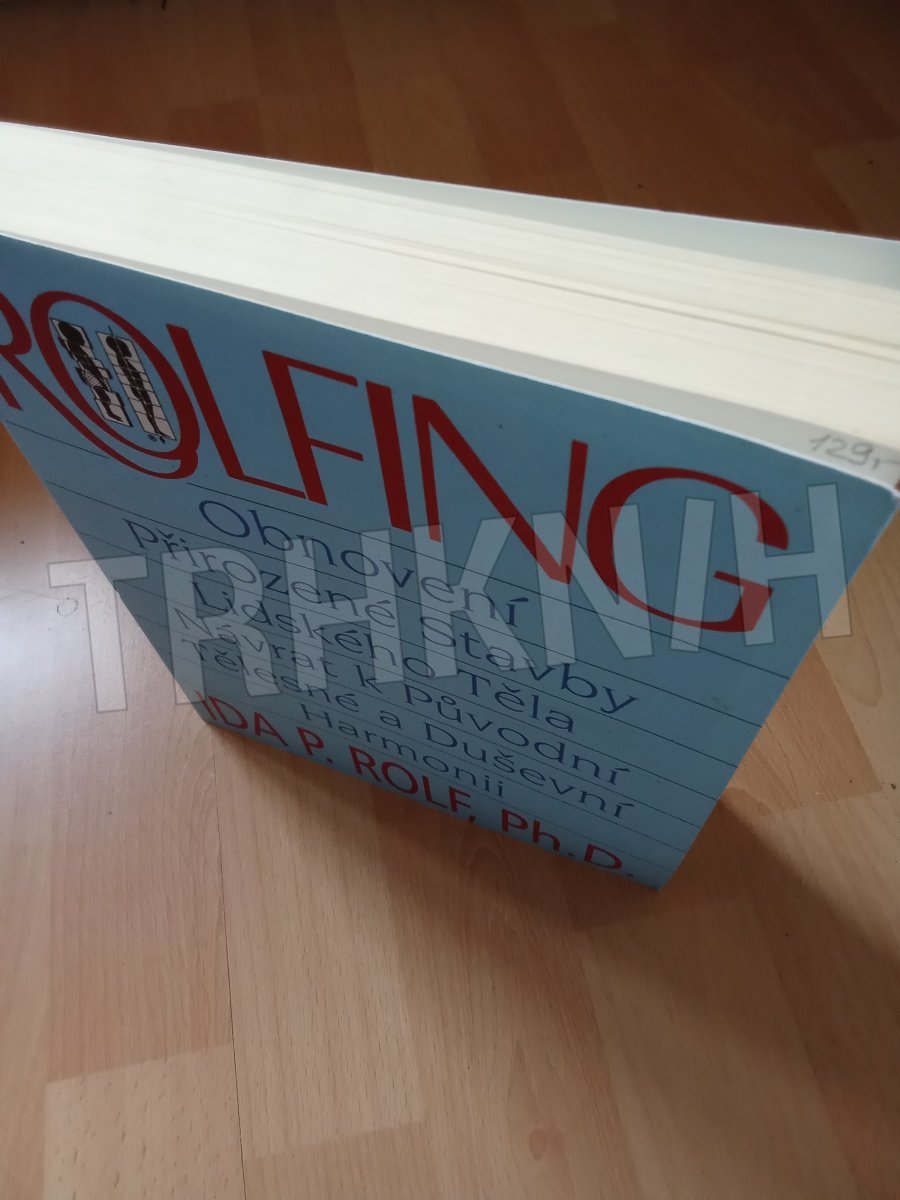 129,-
ROLFING
Obnovení
Přirozené Stavby
Lidského Těla
Návrat k Původní
Tělesné a Duševní
Harmonii
IDA P. ROLF, Ph.D.
TRHKNIH